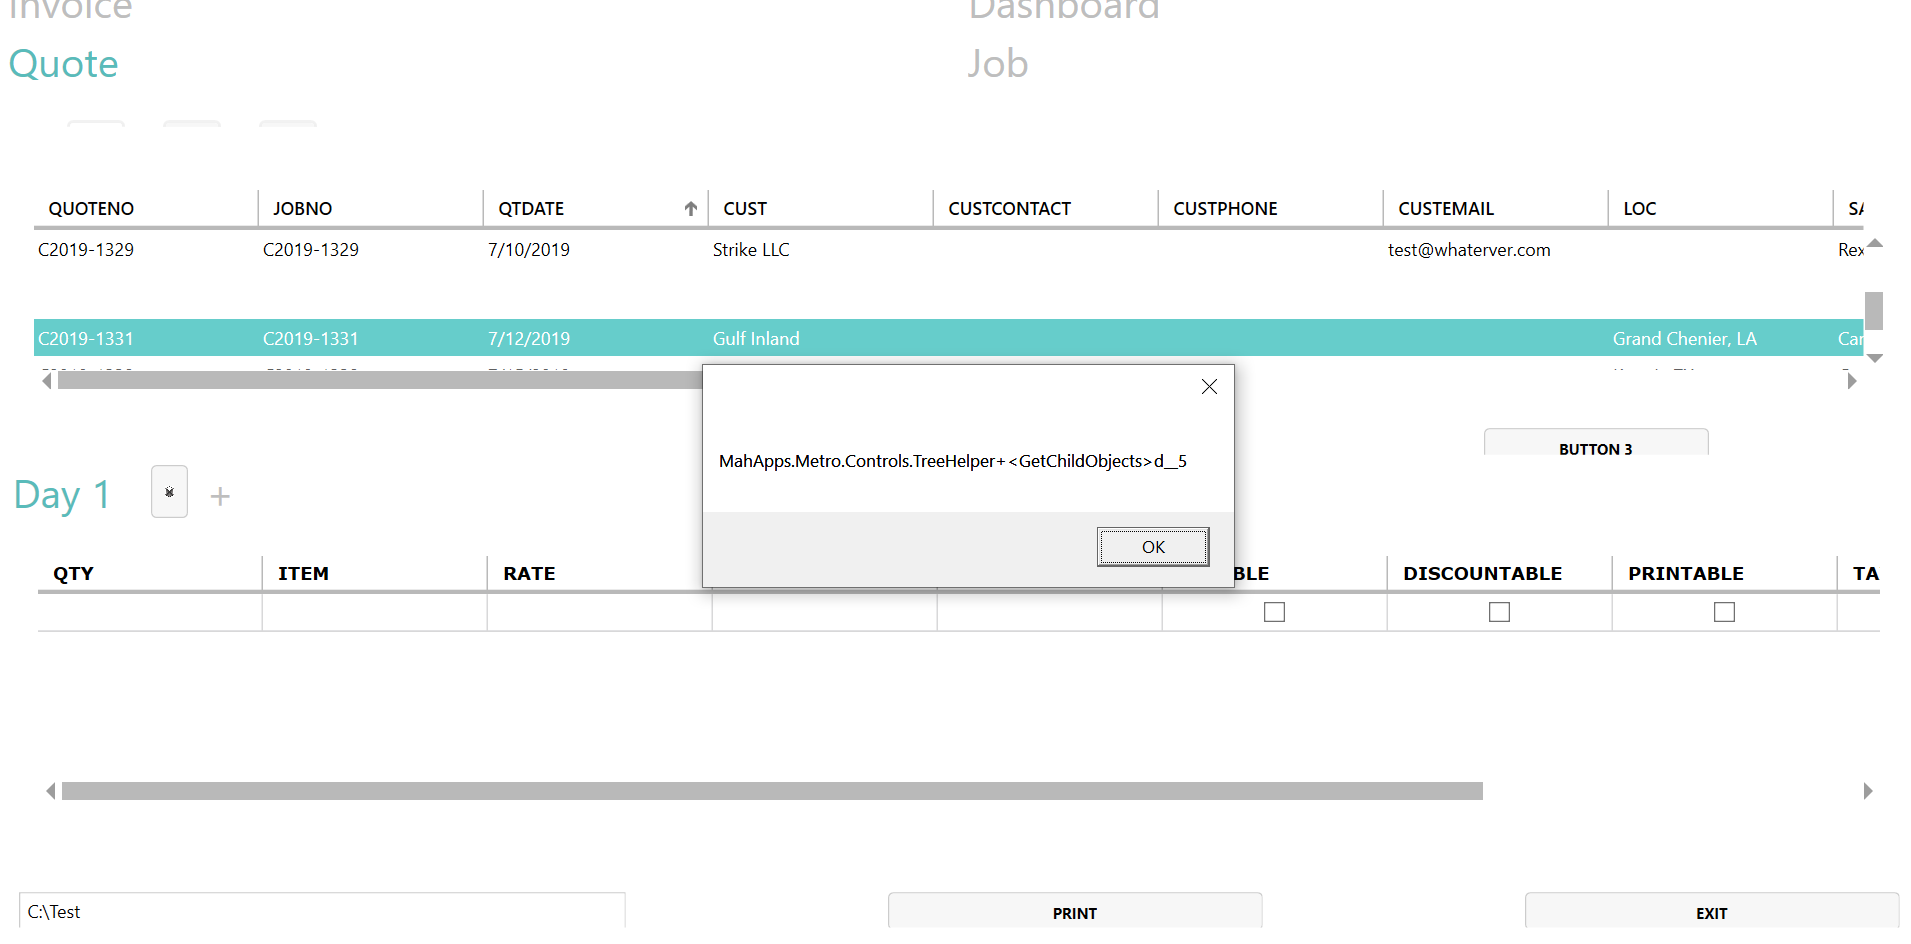 Invoice
Dashboard
Quote
Job
QUOTENO JOBNO QTDATE CUST CUSTCONTACT CUSTPHONE CUSTEMAIL LOC
C2019-1329 C2019-1329 7/10/2019 Strike LLC test@whaterver.com Rex
C2019-1331 C2019-1331 7/12/2019 Gulf Inland Grand Chenier, LA Car
MahApps.Metro.Controls.TreeHelper+<GetChildObjects>d__5
OK
BUTTON 3
Day 1 +
QTY ITEM RATE BLE DISCOUNTABLE PRINTABLE TA
C:\Test
PRINT
EXIT